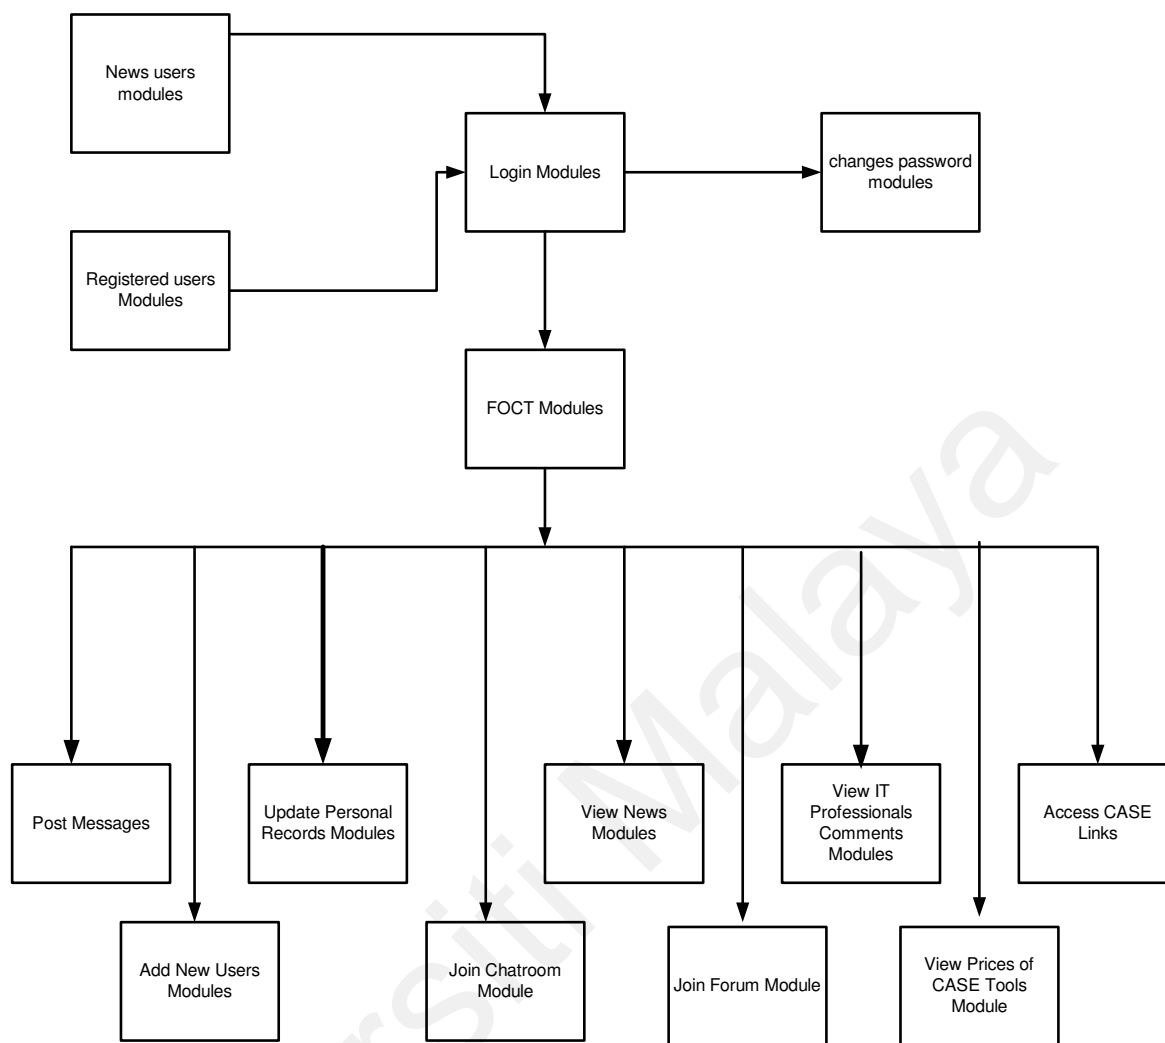 News users
modules
Login Modules
changes password
modules
Registered users
Modules
FOCT Modules
Post Messages
Update Personal
Records Modules
View News
Modules
View IT
Professionals
Comments
Modules
Access CASE
Links
Add New Users
Modules
Join Chatroom
Module
Join Forum Module
View Prices of
CASE Tools
Module
rsiti Malaya